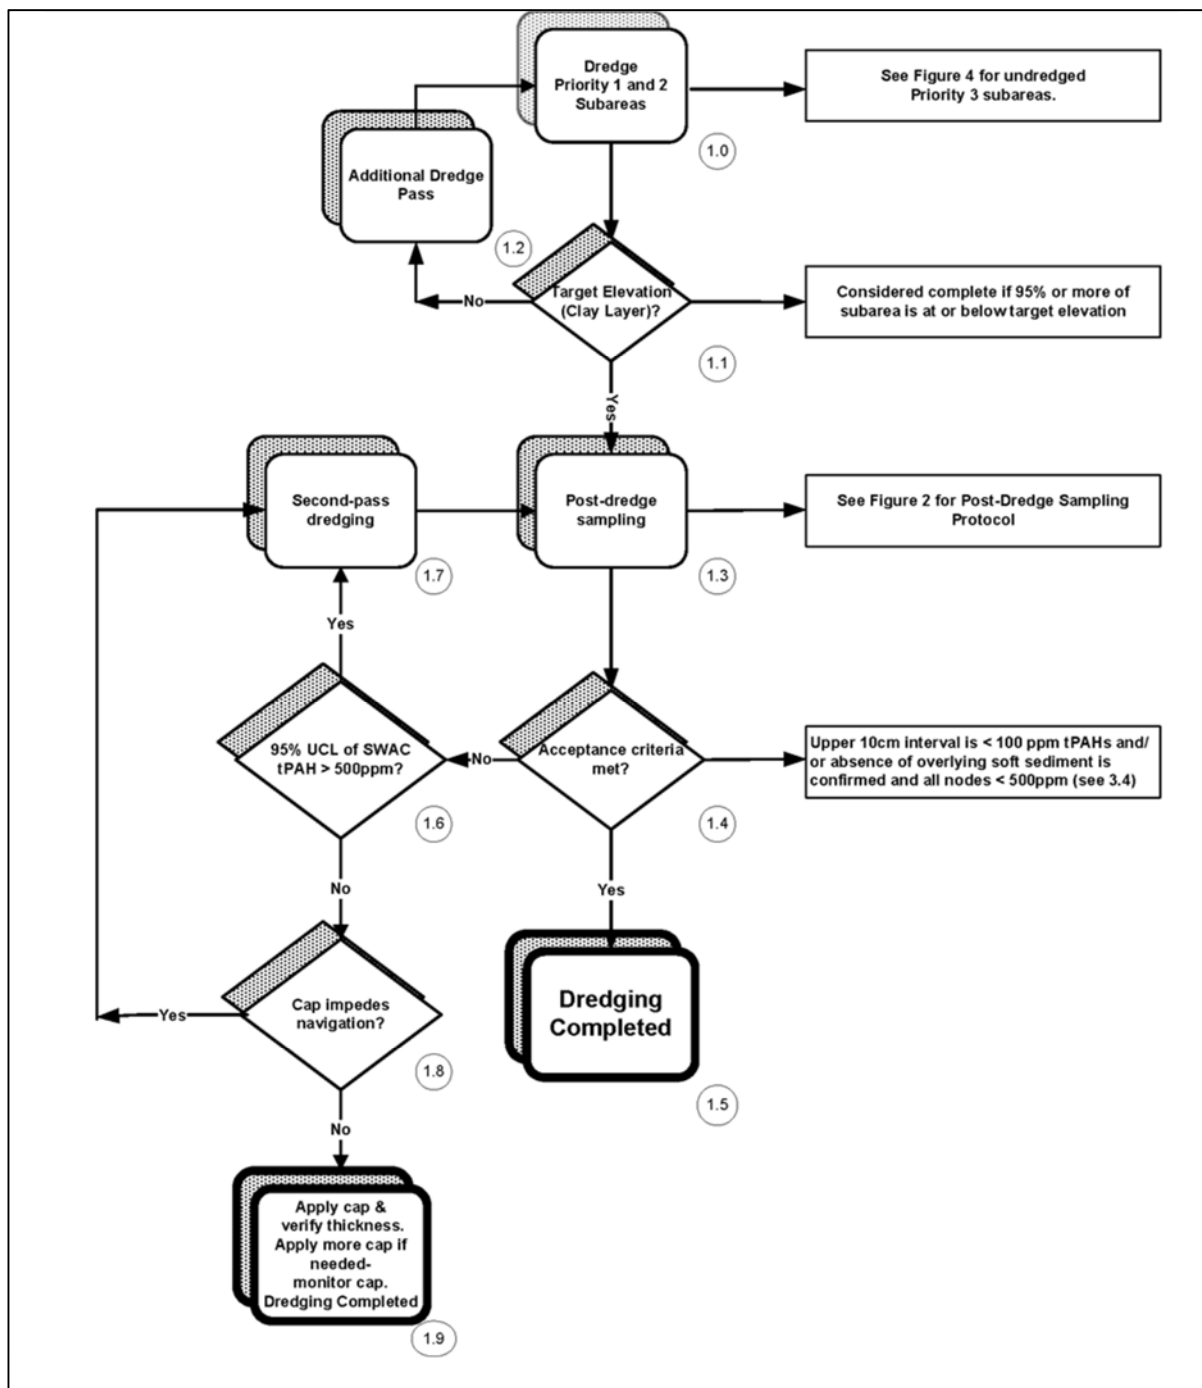 Dredge
Priority 1 and 2
Subareas
See Figure 4 for undredged
Priority 3 subareas.
1.0
Additional Dredge
Pass
1.2
Target Elevation
(Clay Layer)?
No
Considered complete if 95% or more of
subarea is at or below target elevation
1.1
Yes
Second-pass
dredging
Post-dredge
sampling
See Figure 2 for Post-Dredge Sampling
Protocol
1.7
1.3
Yes
95% UCL of SWAC
tPAH > 500ppm?
No
Acceptance criteria
met?
Upper 10cm interval is < 100 ppm tPAHs and/
or absence of overlying soft sediment is
confirmed and all nodes < 500ppm (see 3.4)
1.6
1.4
No
Yes
Cap impedes
navigation?
Yes
Dredging
Completed
1.8
1.5
No
Apply cap &
verify thickness.
Apply more cap if
needed-
monitor cap.
Dredging Completed
1.9